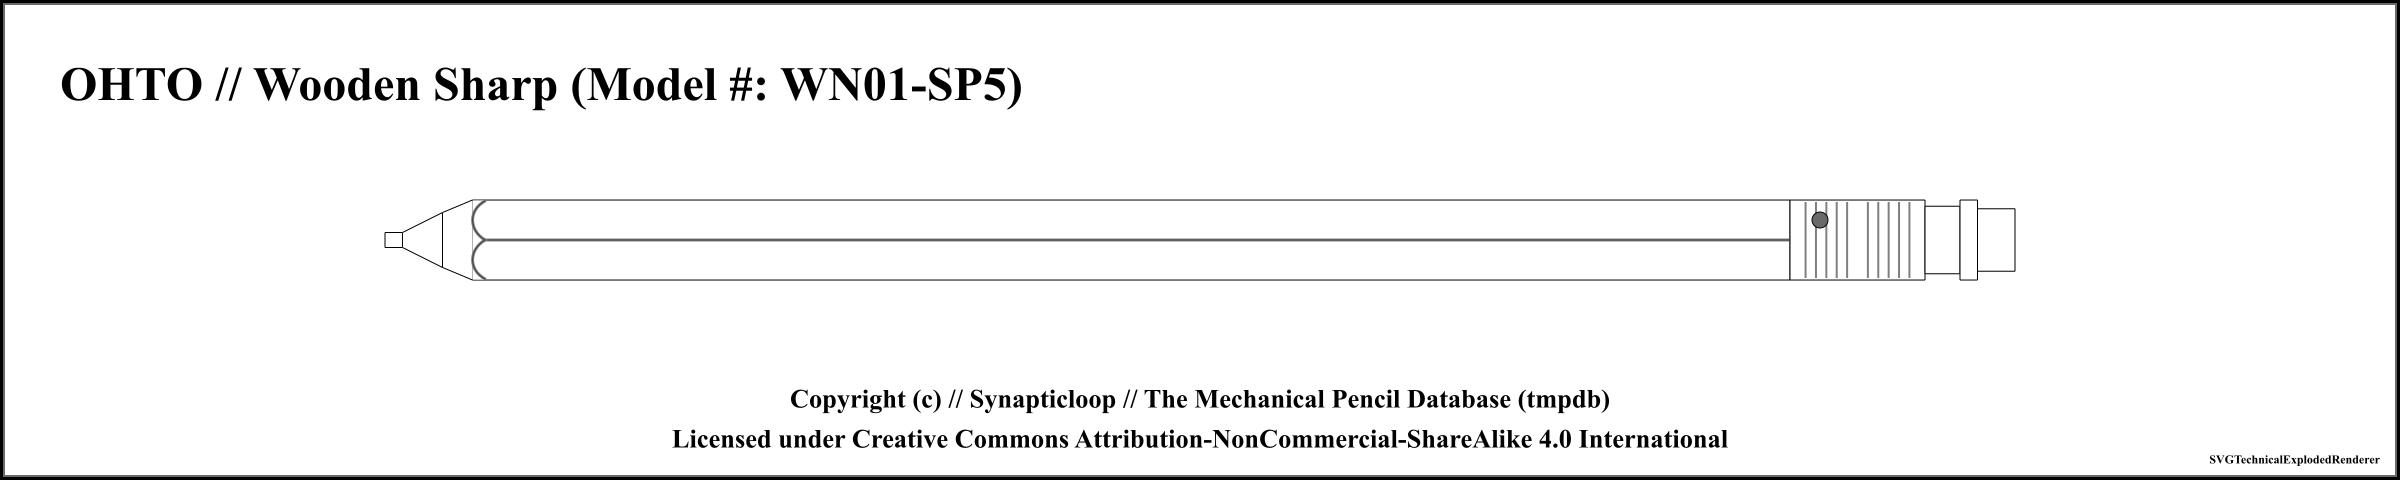 OHTO // Wooden Sharp (Model #: WN01-SP5)
Copyright (c) // Synapticloop // The Mechanical Pencil Database (tmpdb)
Licensed under Creative Commons Attribution-NonCommercial-ShareAlike 4.0 International
SVGTechnicalExplodedRenderer